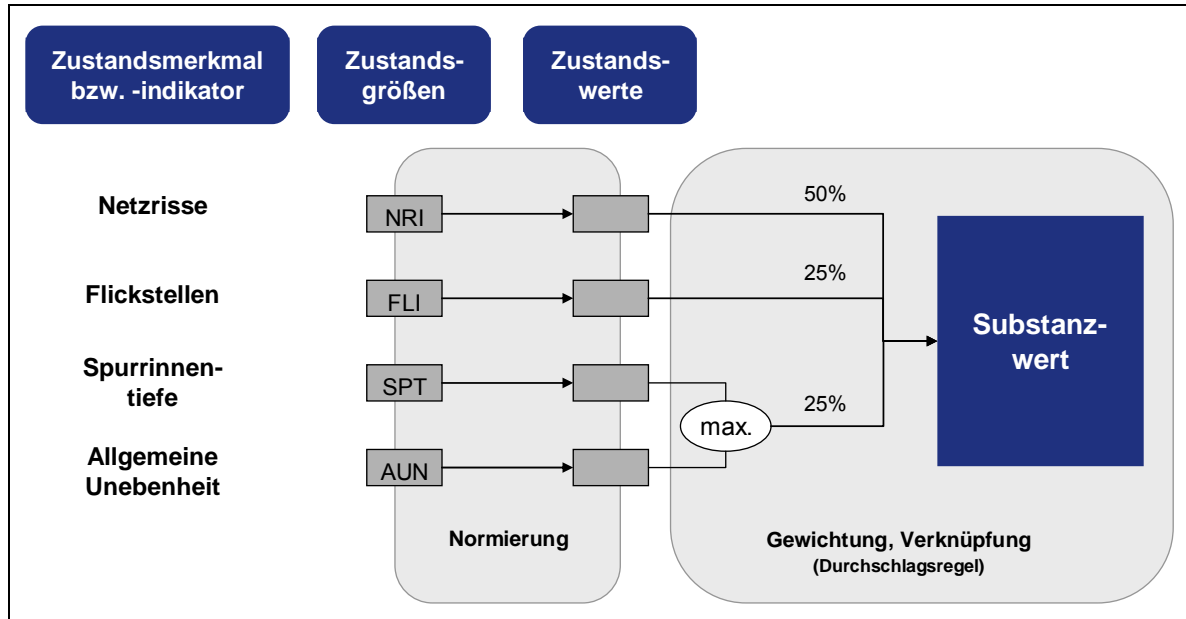 Zustandsmerkmal
bzw. -indikator
Zustands-
größen
Zustands-
werte
Netzrisse
NRI
50%
Flickstellen
FLI
25%
Substanz-
wert
Spurrinnen-
tiefe
SPT
25%
max.
Allgemeine
Unebenheit
AUN
Normierung
Gewichtung, Verknüpfung
(Durchschlagsregel)